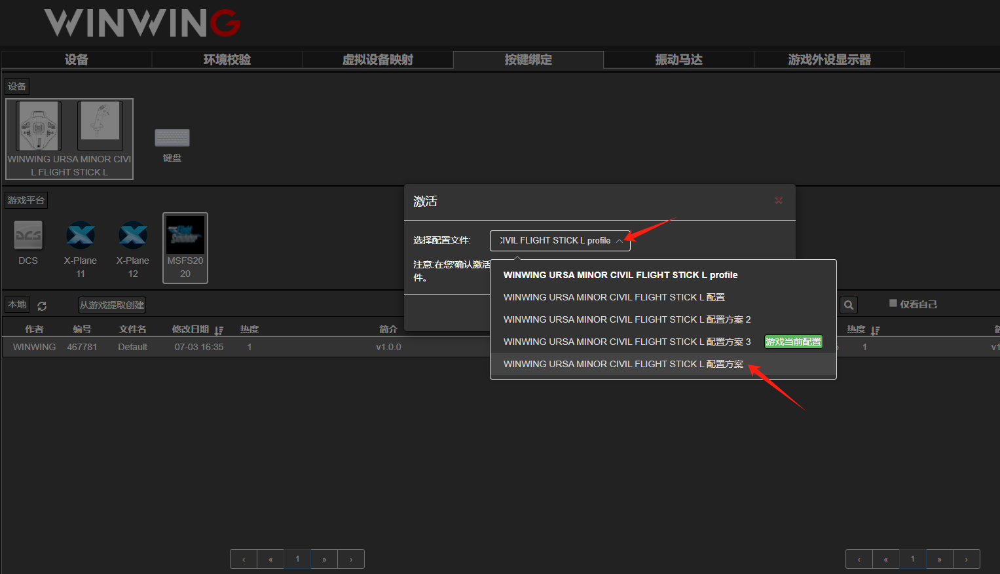 WINWING
设备
环境校验
虚拟设备映射
按键绑定
振动马达
游戏外设显示器
设备
WINWING URSA MINOR CIVI
L FLIGHT STICK L
键盘
游戏平台
DCS
DCS
X-Plane
11
X-Plane
12
MSFS20
20
激活
选择配置文件:
CIVIL FLIGHT STICK L profile
注意:在您'确认激活
件。
WINWING URSA MINOR CIVIL FLIGHT STICK L profile
WINWING URSA MINOR CIVIL FLIGHT STICK L 配置
WINWING URSA MINOR CIVIL FLIGHT STICK L 配置方案 2
WINWING URSA MINOR CIVIL FLIGHT STICK L 配置方案 3
游戏当前配置
WINWING URSA MINOR CIVIL FLIGHT STICK L 配置方案
本地
从游戏提取创建
仅看自己
作者
编号
文件名
修改日期
热度
简介
热度
WINWING
467781
Default
07-03 16:35
1
v1.0.0
1
v1
‹
«
1
»
›
‹
«
1
»
›